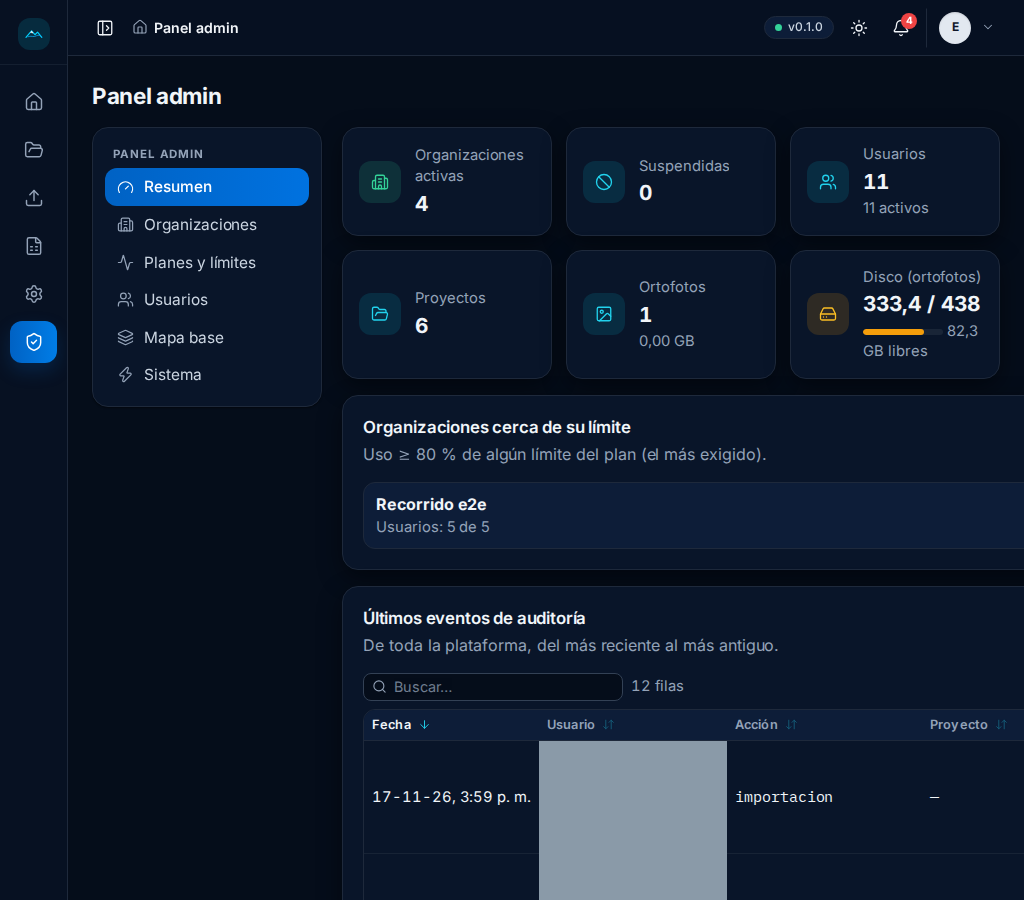 Panel admin
v0.1.0
4
E
Panel admin
PANEL ADMIN
Resumen
Organizaciones
Planes y límites
Usuarios
Mapa base
Sistema
Organizaciones
activas
4
Suspendidas
0
Usuarios
11
11 activos
Proyectos
6
Ortofotos
1
0,00 GB
Disco (ortofotos)
333,4 / 438
82,3
GB libres
Organizaciones cerca de su límite
Uso ≥ 80 % de algún límite del plan (el más exigido).
Recorrido e2e
Usuarios: 5 de 5
Últimos eventos de auditoría
De toda la plataforma, del más reciente al más antiguo.
Buscar...
12 filas
Fecha
Usuario
Acción
Proyecto
17-11-26, 3:59 p. m.
importacion
—